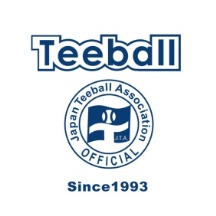 Teeball
Japan Teeball Association
J.T.A.
OFFICIAL
Since1993